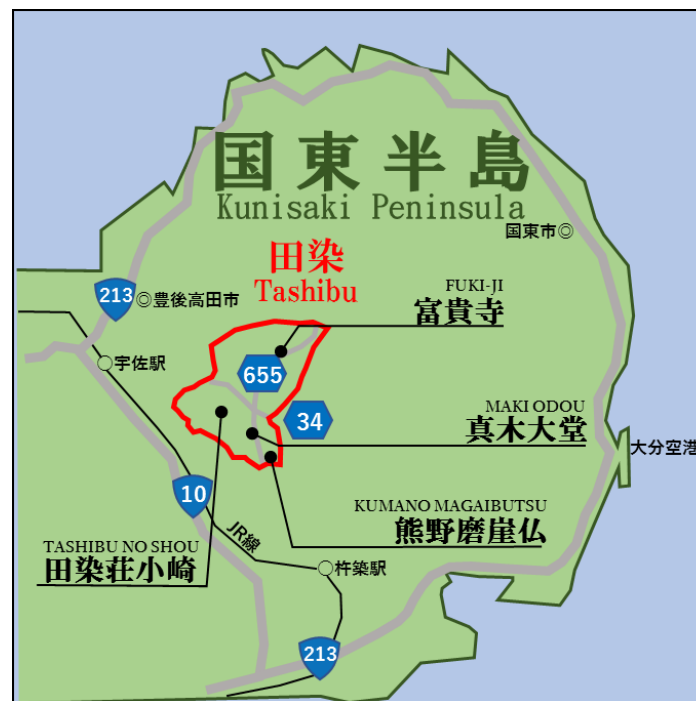 国東半島
Kunisaki Peninsula
国東市◎
田染
Tashibu
FUKI-JI
富貴寺
213
◎豊後高田市
○宇佐駅
655
34
MAKI ODOU
真木大堂
大分空港
10
KUMANO MAGAIBUTSU
熊野磨崖仏
JR線
TASHIBU NO SHOU
田染荘小崎
○杵築駅
213